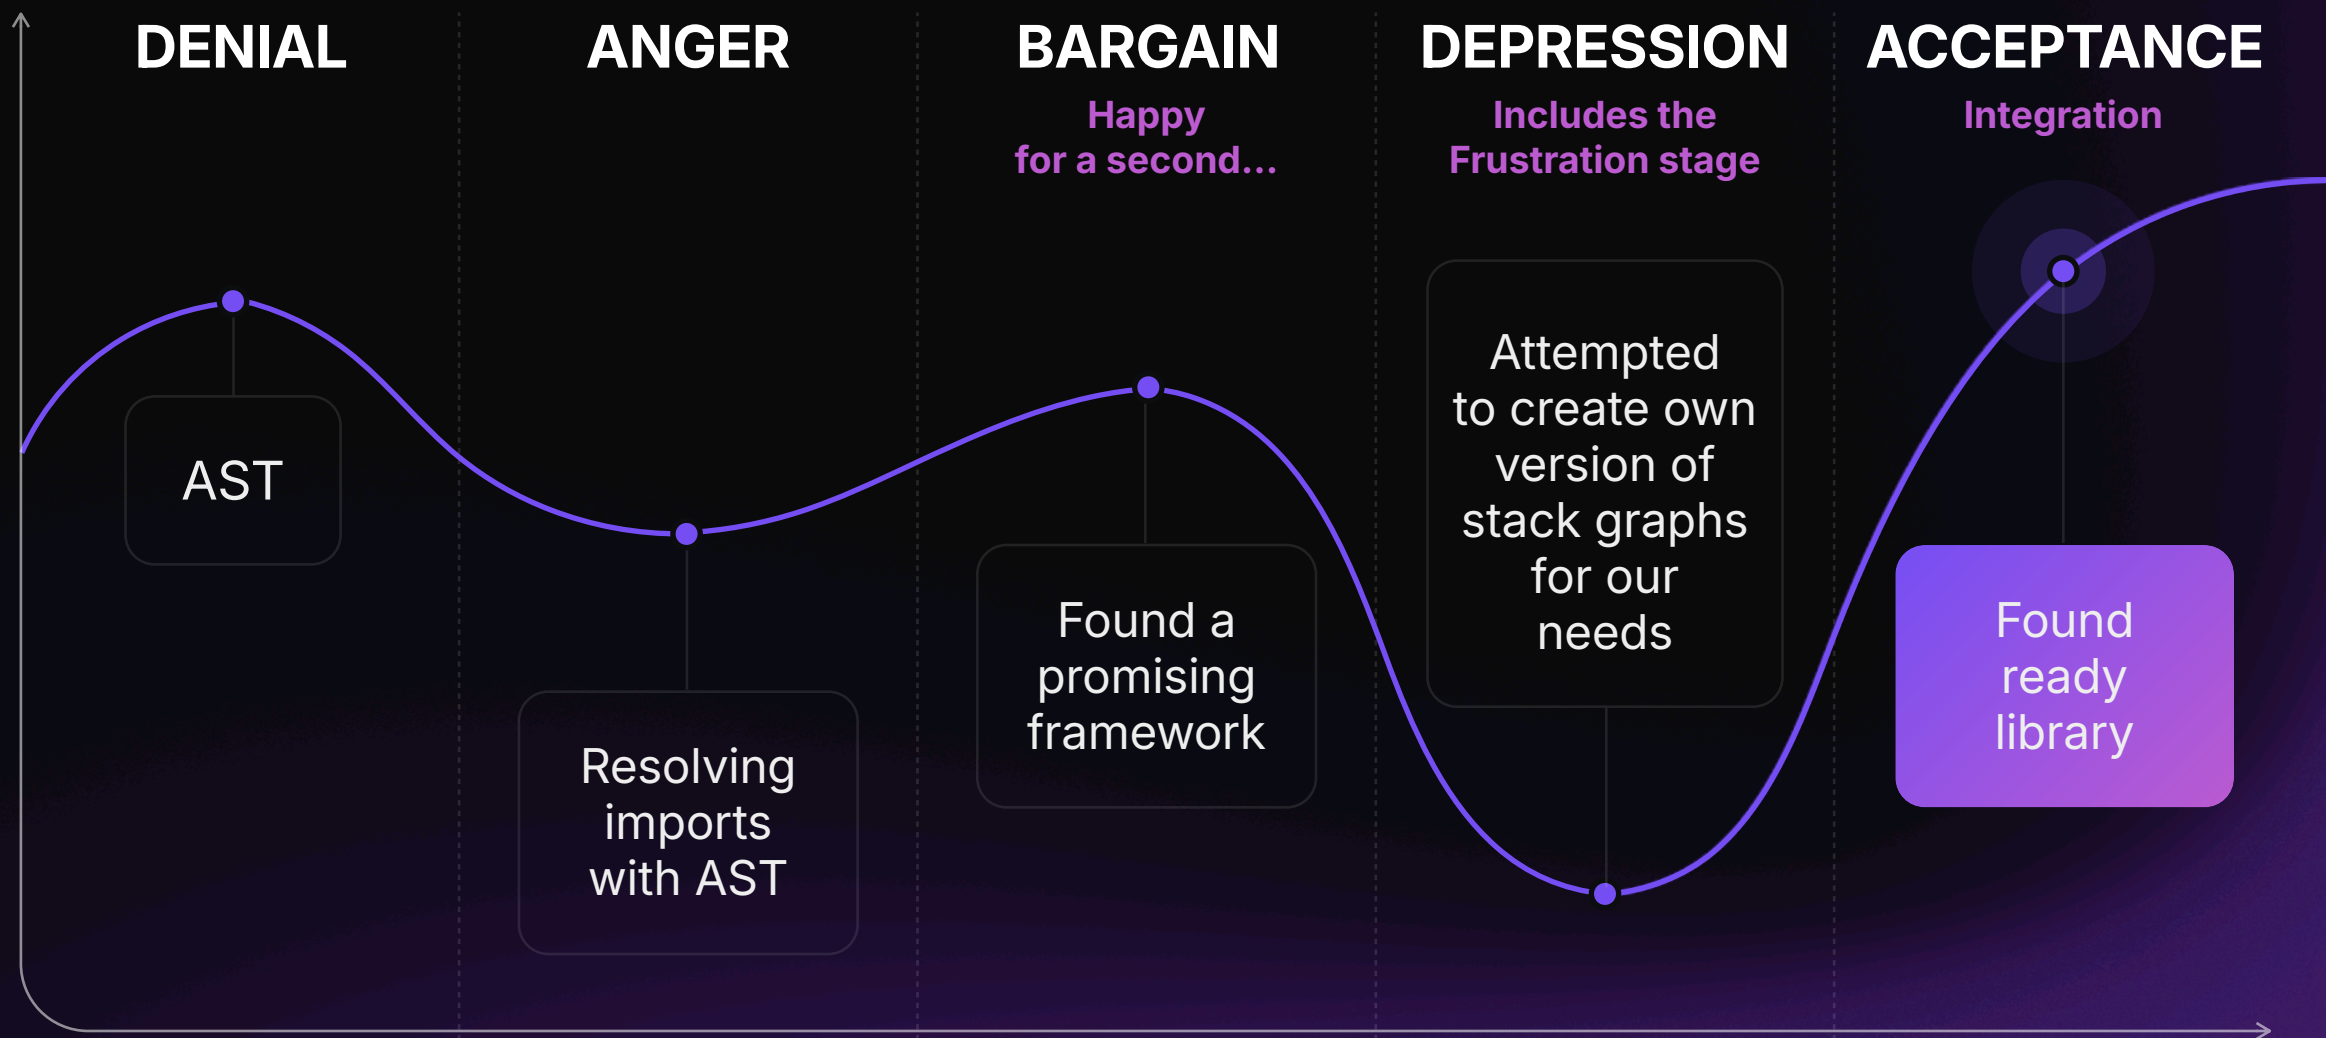 DENIAL
ANGER
BARGAIN
DEPRESSION
ACCEPTANCE
Happy
for a second...
Includes the
Frustration stage
Integration
AST
Resolving
imports
with AST
Found a
promising
framework
Attempted
to create own
version of
stack graphs
for our
needs
Found
ready
library